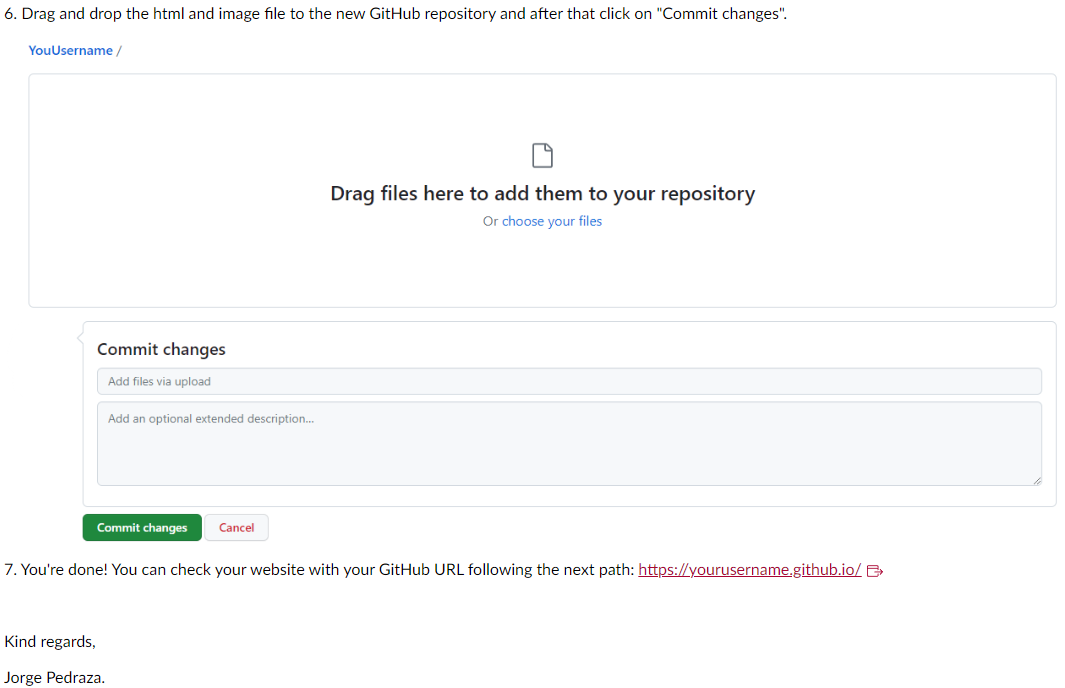 6. Drag and drop the html and image file to the new GitHub repository and after that click on "Commit changes".
YouUsername /
Drag files here to add them to your repository
Or choose your files
Commit changes
Add files via upload
Add an optional extended description...
Commit changes Cancel
7. You're done! You can check your website with your GitHub URL following the next path: https://yourusername.github.io/
Kind regards,
Jorge Pedraza.